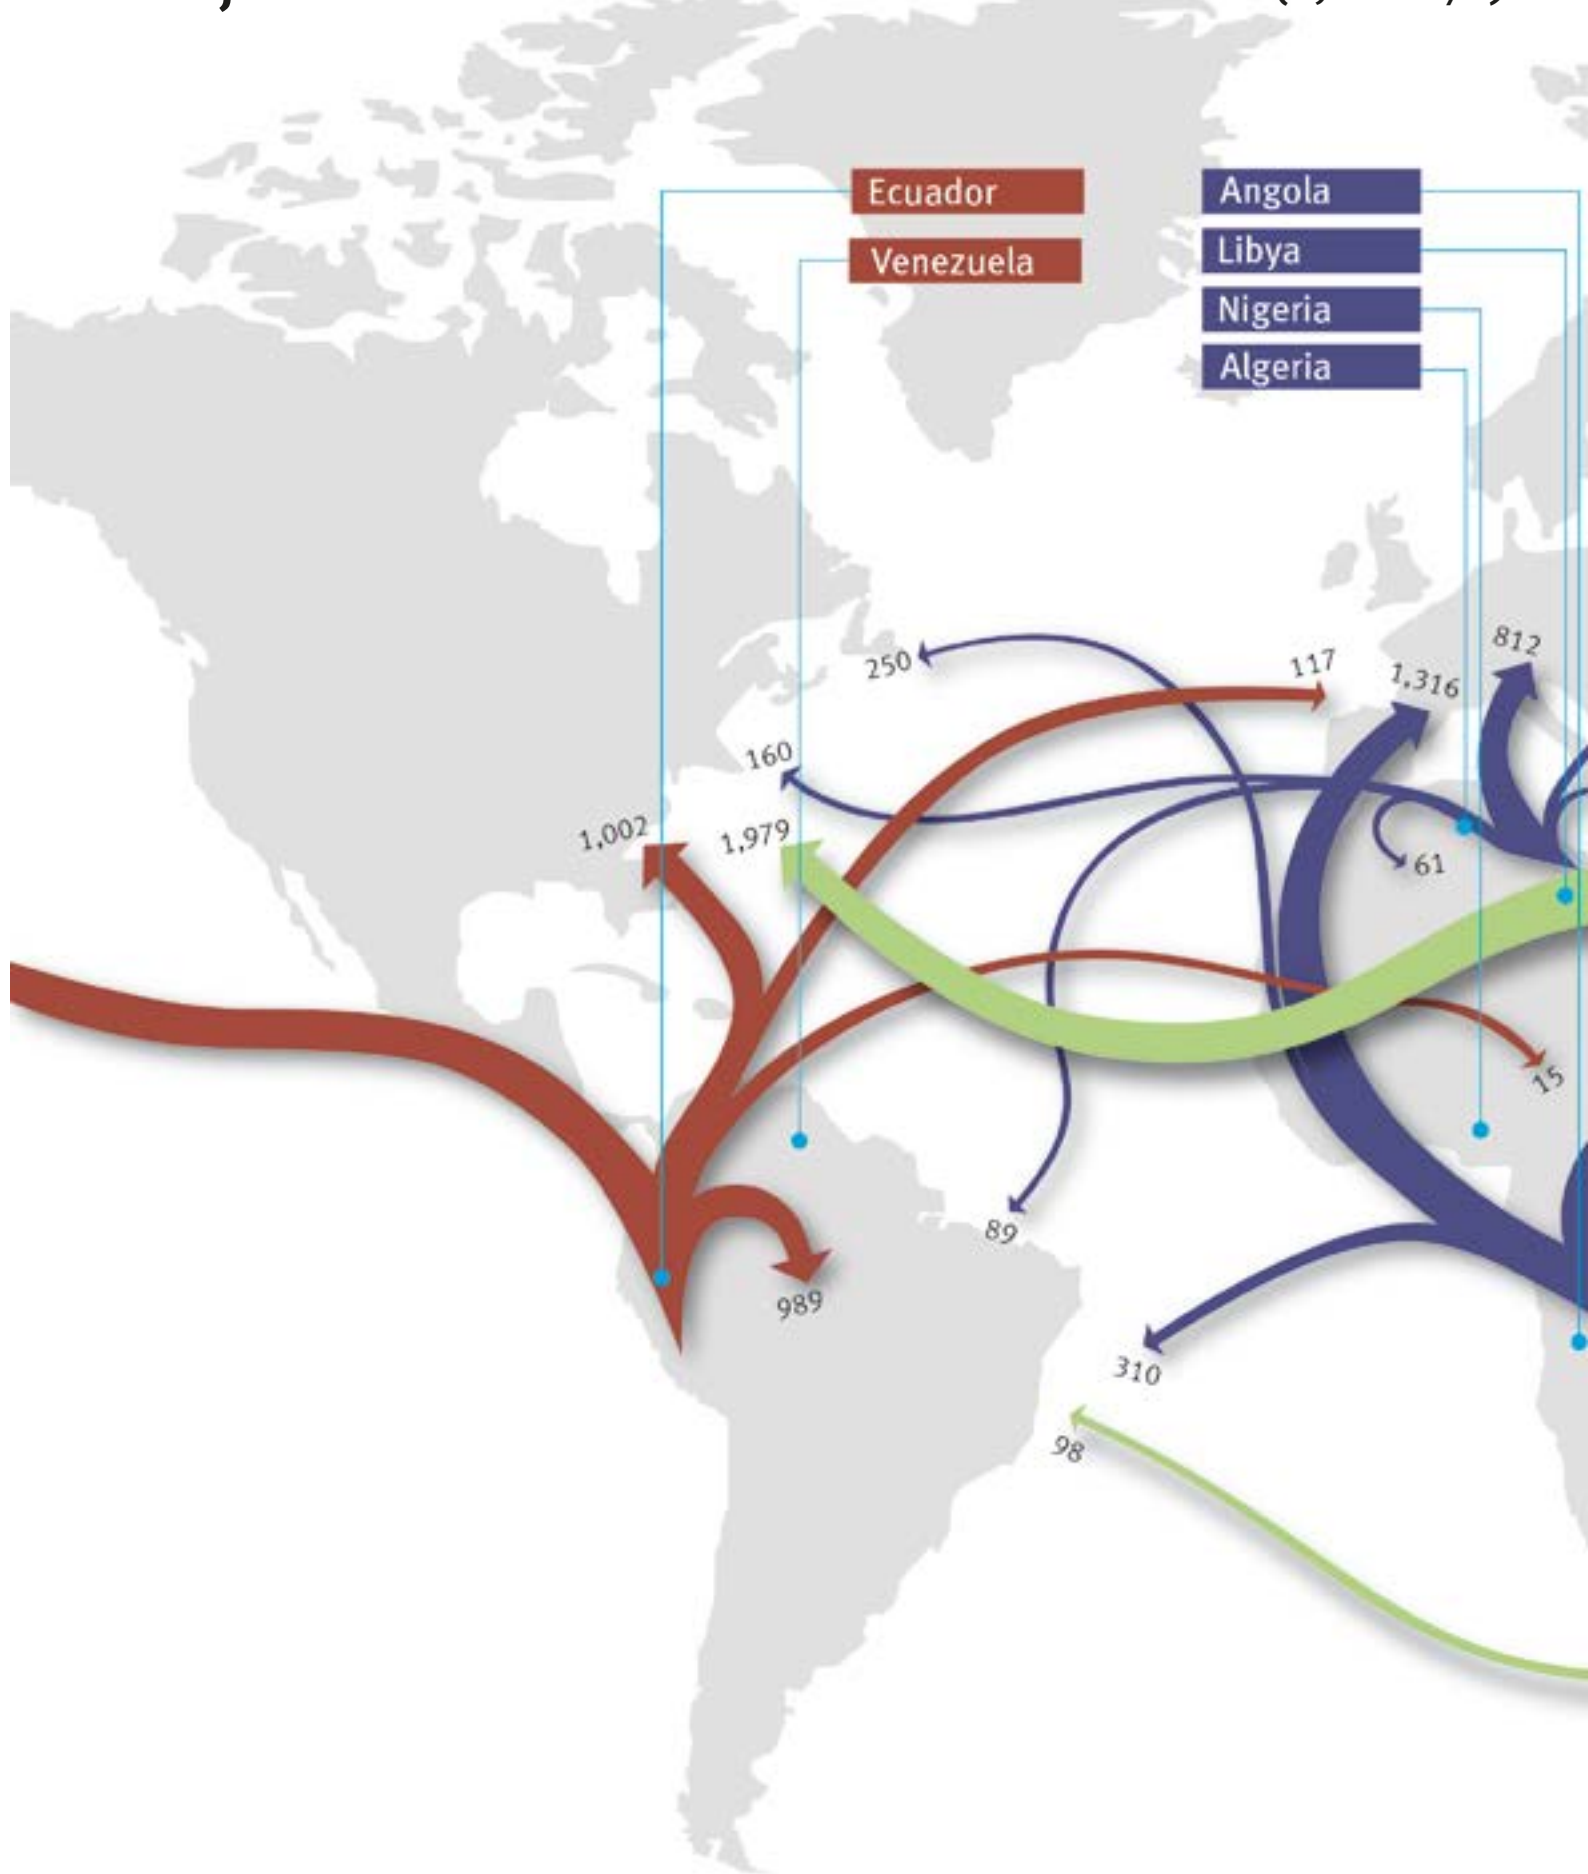 Ecuador
Venezuela
Angola
Libya
Nigeria
Algeria
812
250
117
1,316
160
1,002
1,979
61
15
89
989
310
98